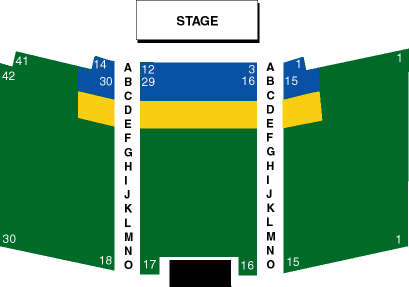 STAGE
41 14 A 12 3 A 1 1
42 30 B 29 16 B 15
C C
D D
E E
F F
G G
H H
I I
J J
K K
L L
M M
30 N N 1
18 O 17 16 O 15